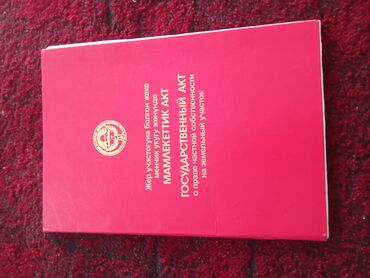 Жер участогуна болгон жеке
менчик укугу жөнүндө
МАМЛЕКЕТТИК АКТ
ГОСУДАРСТВЕННЫЙ АКТ
о праве частной собственности
на земельный участок